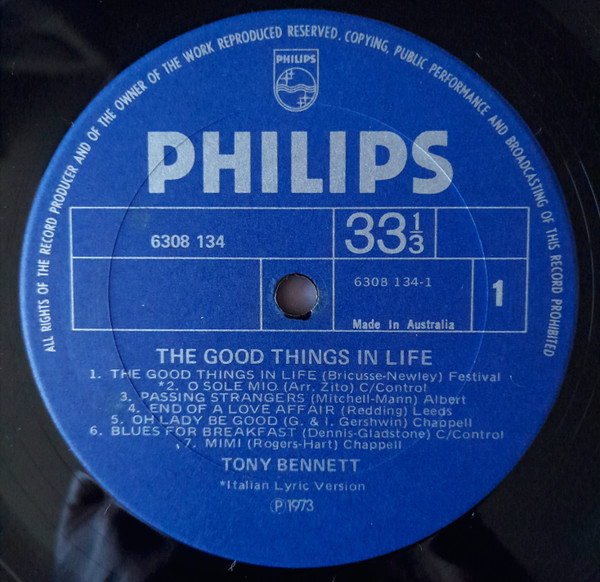 ALL RIGHTS OF THE RECORD PRODUCER AND OF THE OWNER OF THE WORK REPRODUCED RESERVED. COPYING, PUBLIC PERFORMANCE AND BROADCASTING OF THIS RECORD PROHIBITED
PHILIPS
PHILIPS
6308 134
33 1/3
6308 134-1
1
Made In Australia
THE GOOD THINGS IN LIFE
1. THE GOOD THINGS IN LIFE (Bricusse-Newley) Festival
*2. O SOLE MIO (Arr. Zito) C/Control
3. PASSING STRANGERS (Mitchell-Mann) Albert
4. END OF A LOVE AFFAIR (Redding) Leeds
5. OH LADY BE GOOD (G. & I. Gershwin) Chappell
6. BLUES FOR BREAKFAST (Dennis-Gladstone) C/Control
7. MIMI (Rogers-Hart) Chappell
TONY BENNETT
*Italian Lyric Version
Ⓟ1973